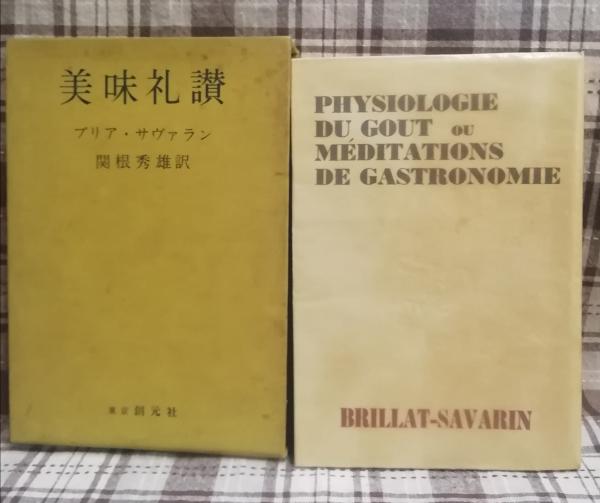 美味礼讃
ブリア・サヴァラン
関根秀雄訳
東京 創元社
PHYSIOLOGIE
DU GOUT OU
MÉDITATIONS
DE GASTRONOMIE
BRILLAT-SAVARIN